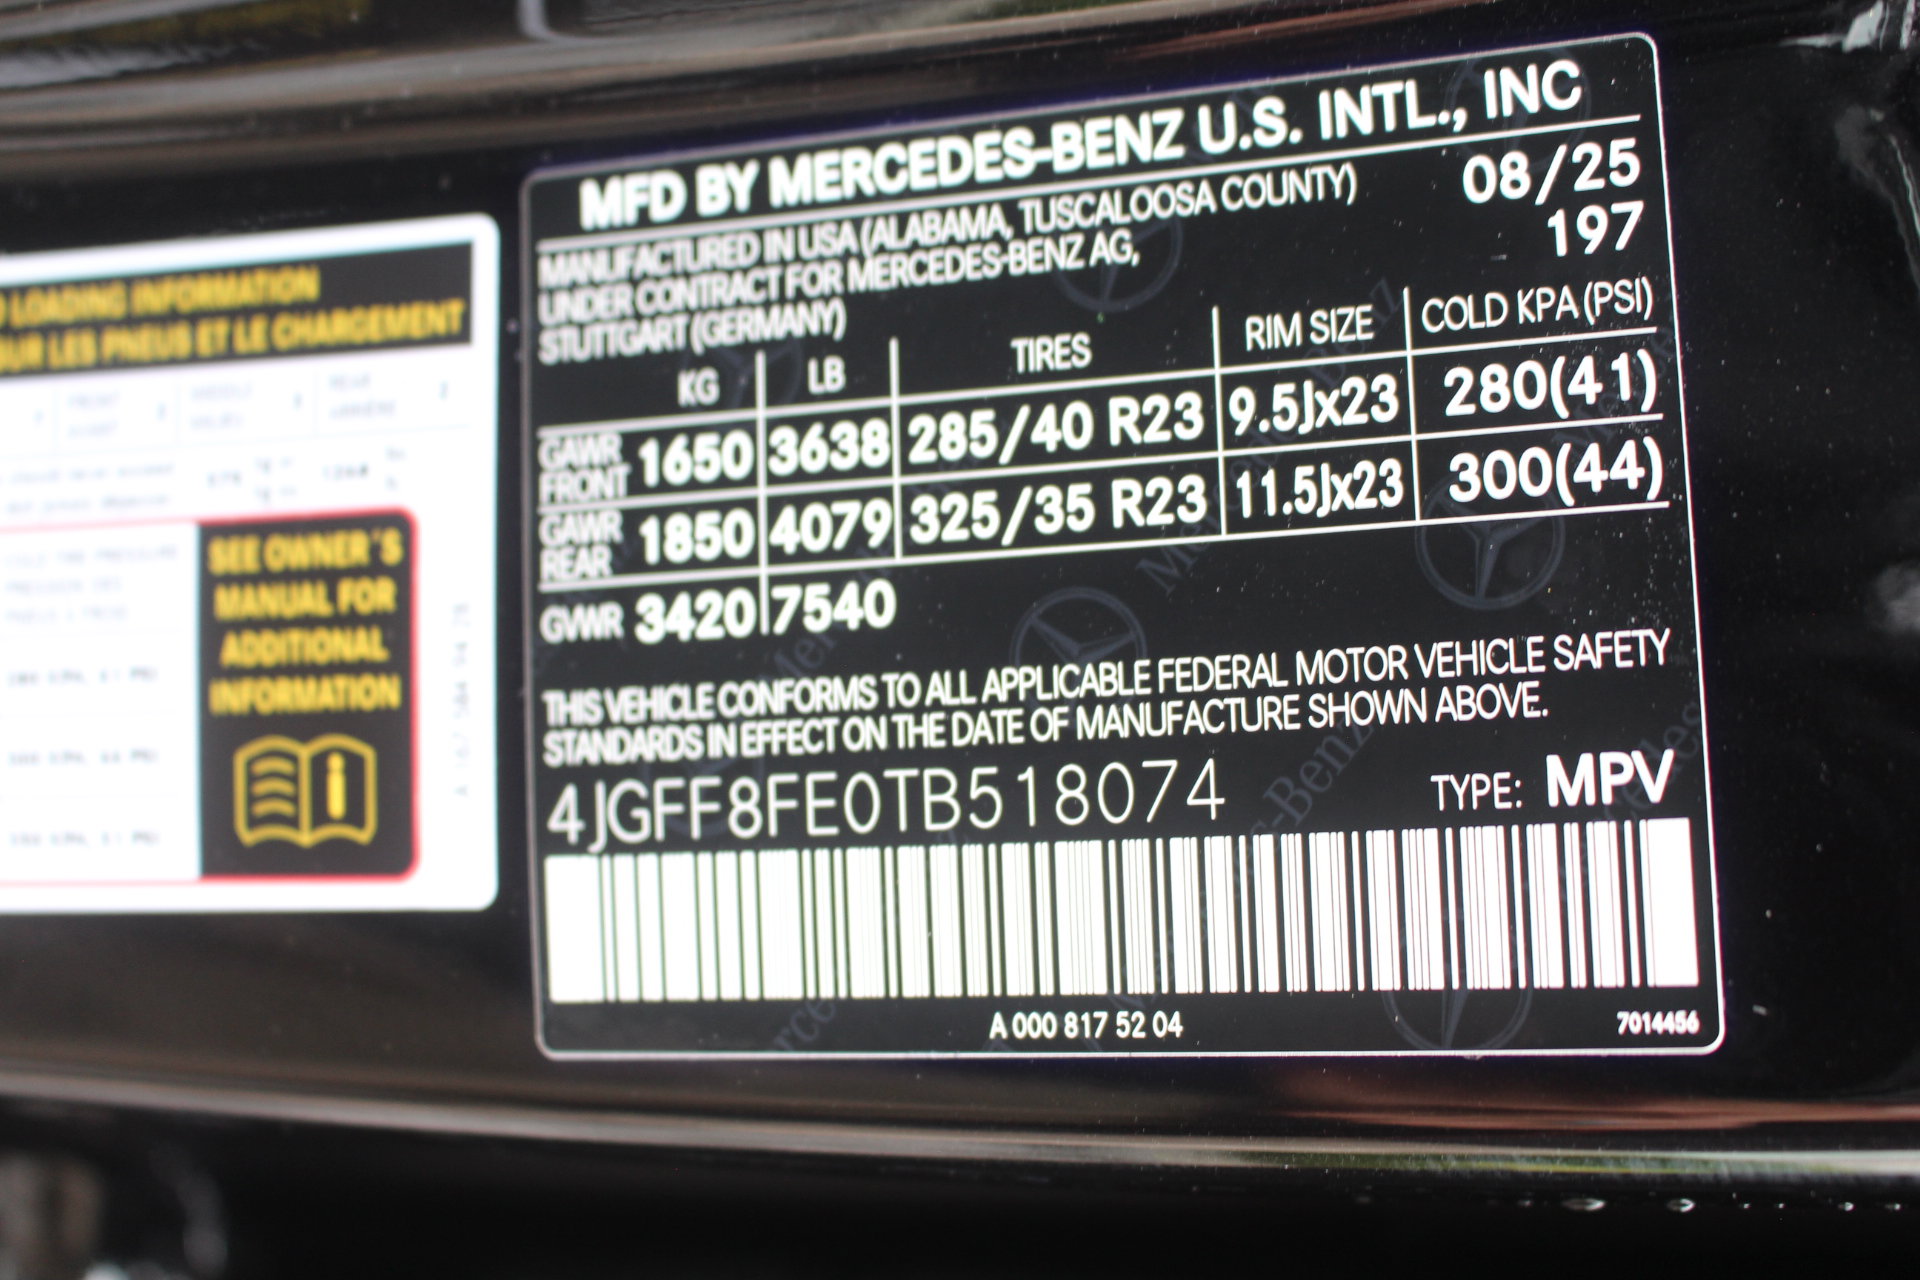 LOADING INFORMATION
SUR LES PNEUS ET LE CHARGEMENT
SEE OWNER'S
MANUAL FOR
ADDITIONAL
INFORMATION
MFD BY MERCEDES-BENZ U.S. INTL., INC
MANUFACTURED IN USA (ALABAMA, TUSCALOOSA COUNTY) 08/25
UNDER CONTRACT FOR MERCEDES-BENZ AG, 197
STUTTGART (GERMANY)
KG LB TIRES RIM SIZE COLD KPA (PSI)
GAWR FRONT 1650 3638 285/40 R23 9.5Jx23 280(41)
GAWR REAR 1850 4079 325/35 R23 11.5Jx23 300(44)
GVWR 3420 7540
THIS VEHICLE CONFORMS TO ALL APPLICABLE FEDERAL MOTOR VEHICLE SAFETY
STANDARDS IN EFFECT ON THE DATE OF MANUFACTURE SHOWN ABOVE.
4JGFF8FE0TB518074 TYPE: MPV
A 000 817 52 04 7014456